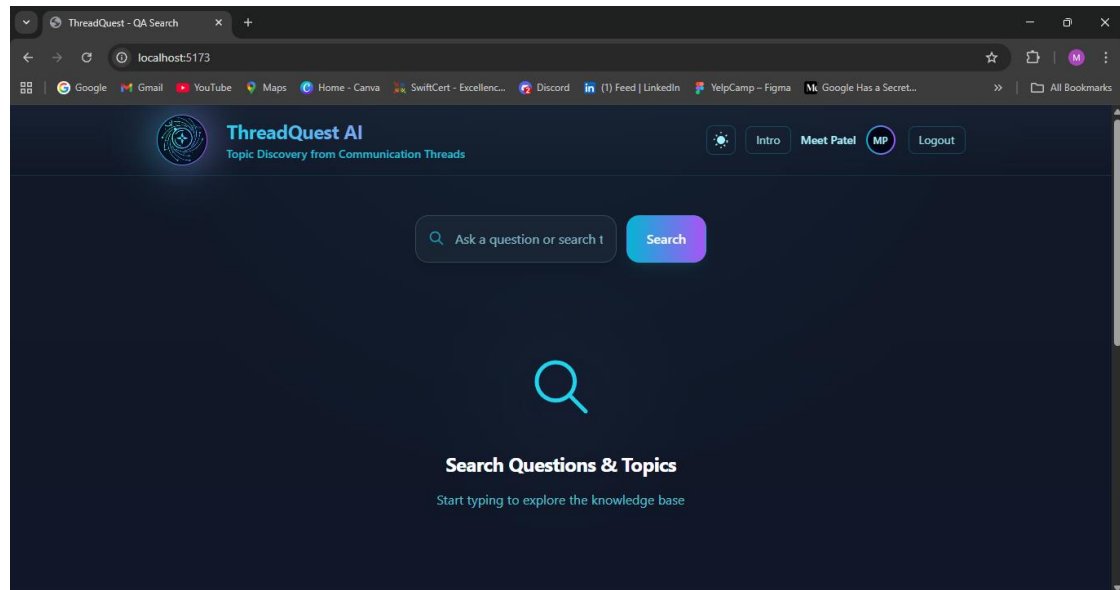 ThreadQuest - QA Search
localhost:5173
M
Google Gmail YouTube Maps Home - Canva SwiftCert - Excellenc... Discord (1) Feed | LinkedIn YelpCamp – Figma Google Has a Secret... » All Bookmarks
ThreadQuest AI
Topic Discovery from Communication Threads
Intro Meet Patel MP Logout
Ask a question or search t Search
Search Questions & Topics
Start typing to explore the knowledge base